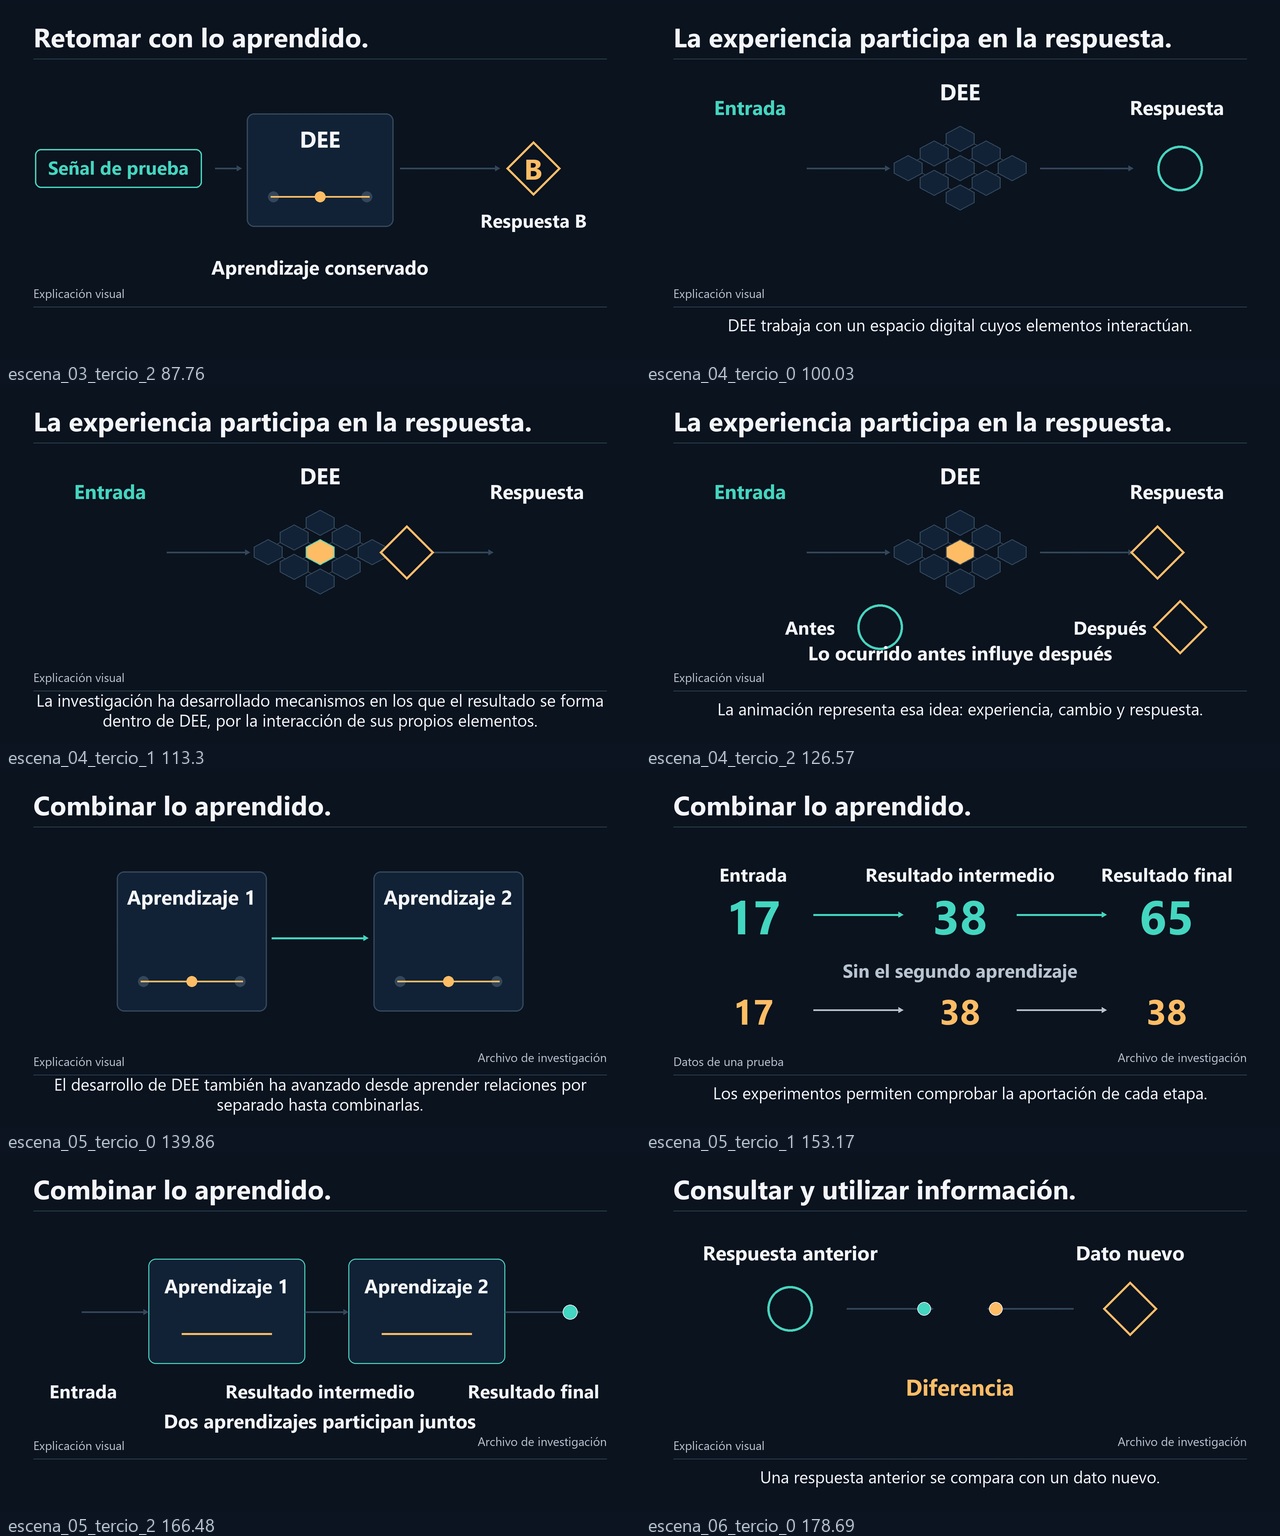 Retomar con lo aprendido.
Señal de prueba
DEE
B
Respuesta B
Aprendizaje conservado
Explicación visual
escena_03_tercio_2 87.76
La experiencia participa en la respuesta.
Entrada
DEE
Respuesta
Explicación visual
DEE trabaja con un espacio digital cuyos elementos interactúan.
escena_04_tercio_0 100.03
La experiencia participa en la respuesta.
Entrada
DEE
Respuesta
Explicación visual
La investigación ha desarrollado mecanismos en los que el resultado se forma
dentro de DEE, por la interacción de sus propios elementos.
escena_04_tercio_1 113.3
La experiencia participa en la respuesta.
Entrada
DEE
Respuesta
Antes
Después
Lo ocurrido antes influye después
Explicación visual
La animación representa esa idea: experiencia, cambio y respuesta.
escena_04_tercio_2 126.57
Combinar lo aprendido.
Aprendizaje 1
Aprendizaje 2
Explicación visual
Archivo de investigación
El desarrollo de DEE también ha avanzado desde aprender relaciones por
separado hasta combinarlas.
escena_05_tercio_0 139.86
Combinar lo aprendido.
Entrada
Resultado intermedio
Resultado final
17
38
65
Sin el segundo aprendizaje
17
38
38
Datos de una prueba
Archivo de investigación
Los experimentos permiten comprobar la aportación de cada etapa.
escena_05_tercio_1 153.17
Combinar lo aprendido.
Aprendizaje 1
Aprendizaje 2
Entrada
Resultado intermedio
Resultado final
Dos aprendizajes participan juntos
Explicación visual
Archivo de investigación
escena_05_tercio_2 166.48
Consultar y utilizar información.
Respuesta anterior
Dato nuevo
Diferencia
Explicación visual
Archivo de investigación
Una respuesta anterior se compara con un dato nuevo.
escena_06_tercio_0 178.69